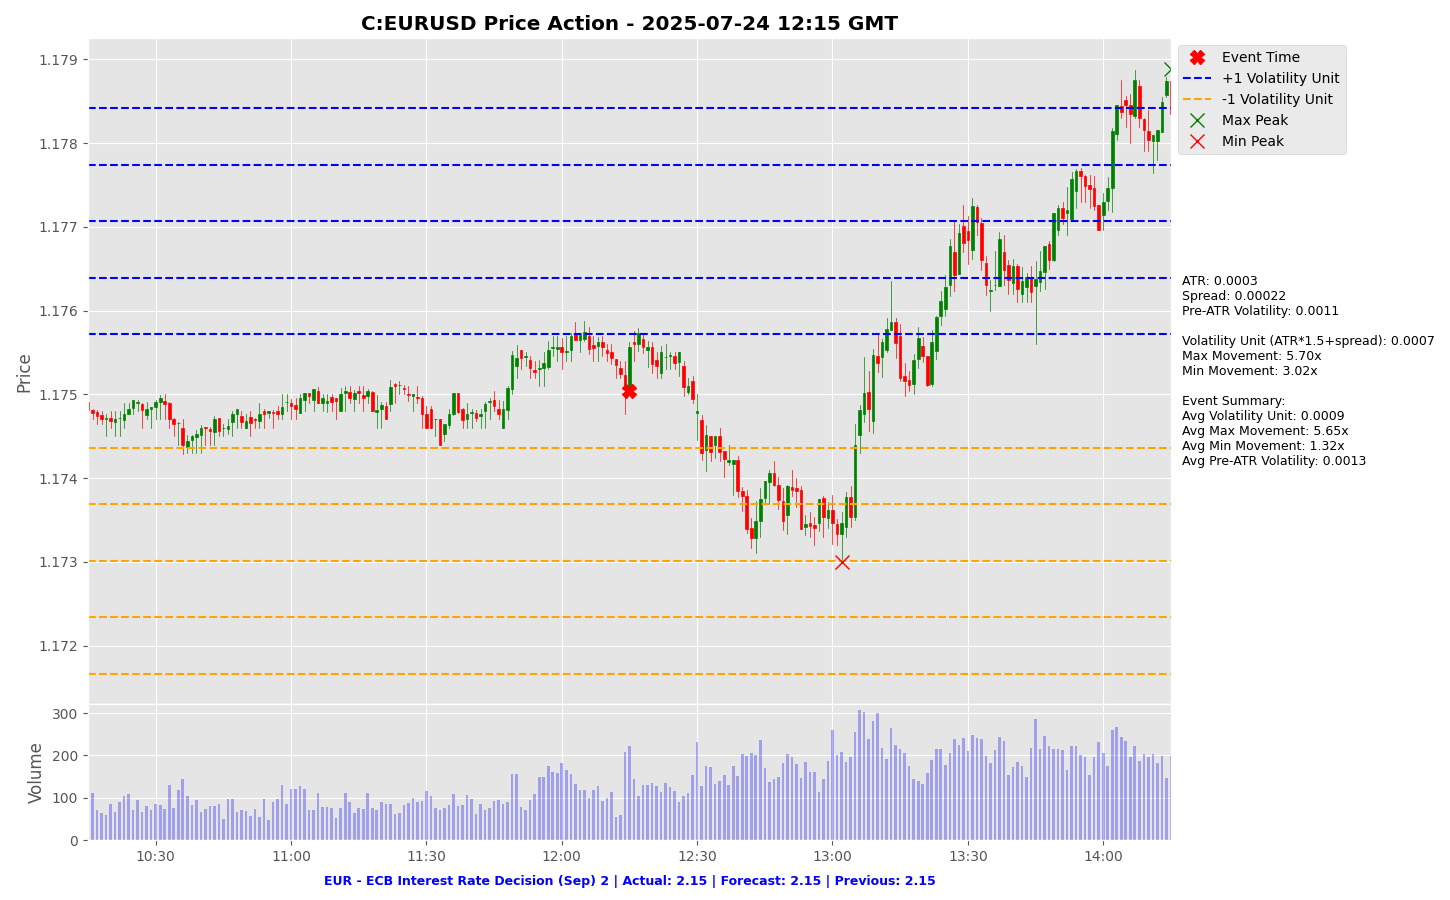 C:EURUSD Price Action - 2025-07-24 12:15 GMT
Price
1.179
1.178
1.177
1.176
1.175
1.174
1.173
1.172
Event Time
+1 Volatility Unit
-1 Volatility Unit
Max Peak
Min Peak
ATR: 0.0003
Spread: 0.00022
Pre-ATR Volatility: 0.0011
Volatility Unit (ATR*1.5+spread): 0.0007
Max Movement: 5.70x
Min Movement: 3.02x
Event Summary:
Avg Volatility Unit: 0.0009
Avg Max Movement: 5.65x
Avg Min Movement: 1.32x
Avg Pre-ATR Volatility: 0.0013
Volume
300
200
100
0
10:30 11:00 11:30 12:00 12:30 13:00 13:30 14:00
EUR - ECB Interest Rate Decision (Sep) 2 | Actual: 2.15 | Forecast: 2.15 | Previous: 2.15